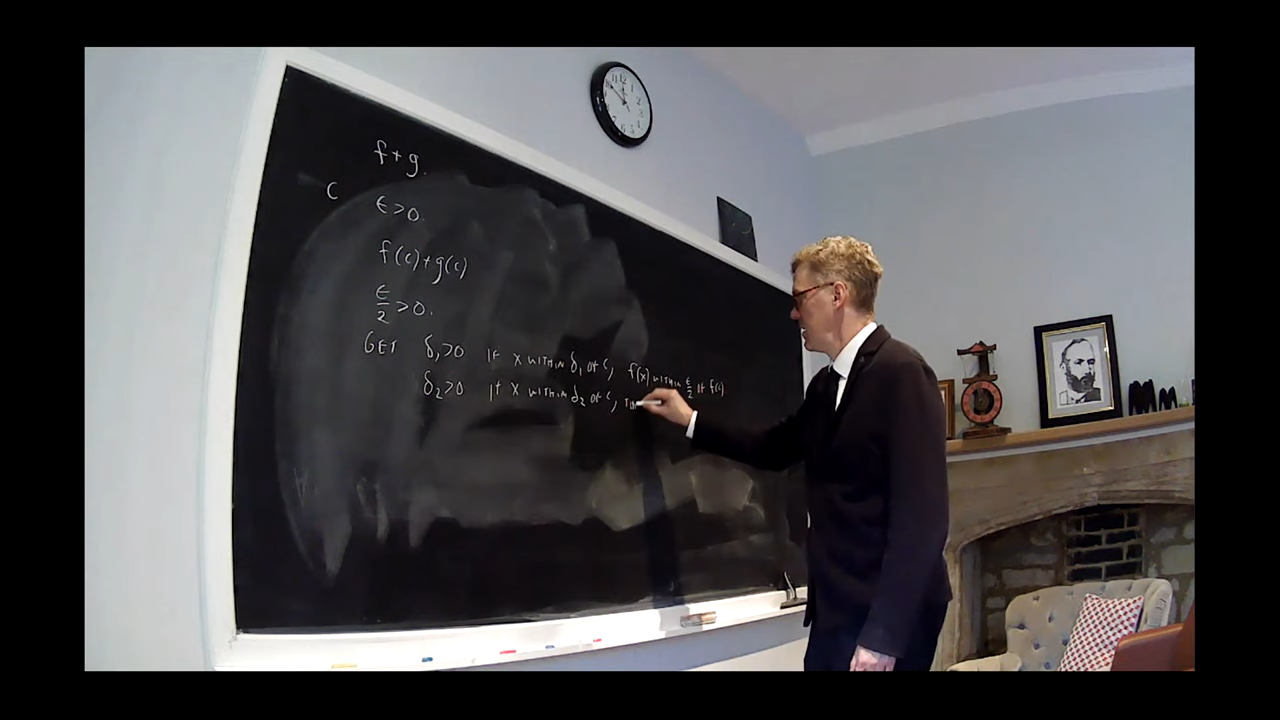 f+g.
C
ϵ>0.
f(c)+g(c)
ϵ/2 >0.
GET δ₁>0 IF x WITHIN δ₁ OF C, f(x) WITHIN ϵ/2 OF f(c)
δ₂>0 IF x WITHIN δ₂ OF C,